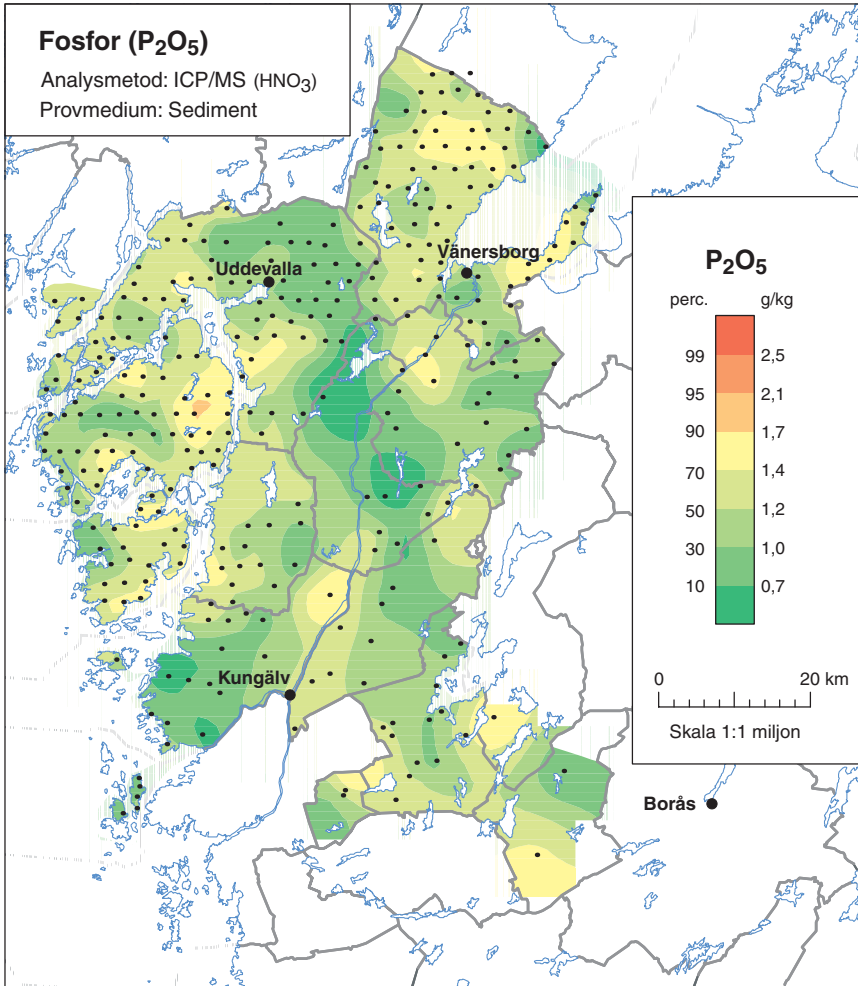 Fosfor (P₂O₅)
Analysmetod: ICP/MS (HNO₃)
Provmedium: Sediment
Vänersborg
Uddevalla
Kungälv
Borås
P₂O₅
perc. g/kg
99 2,5
95 2,1
90 1,7
70 1,4
50 1,2
30 1,0
10 0,7
0 20 km
Skala 1:1 miljon